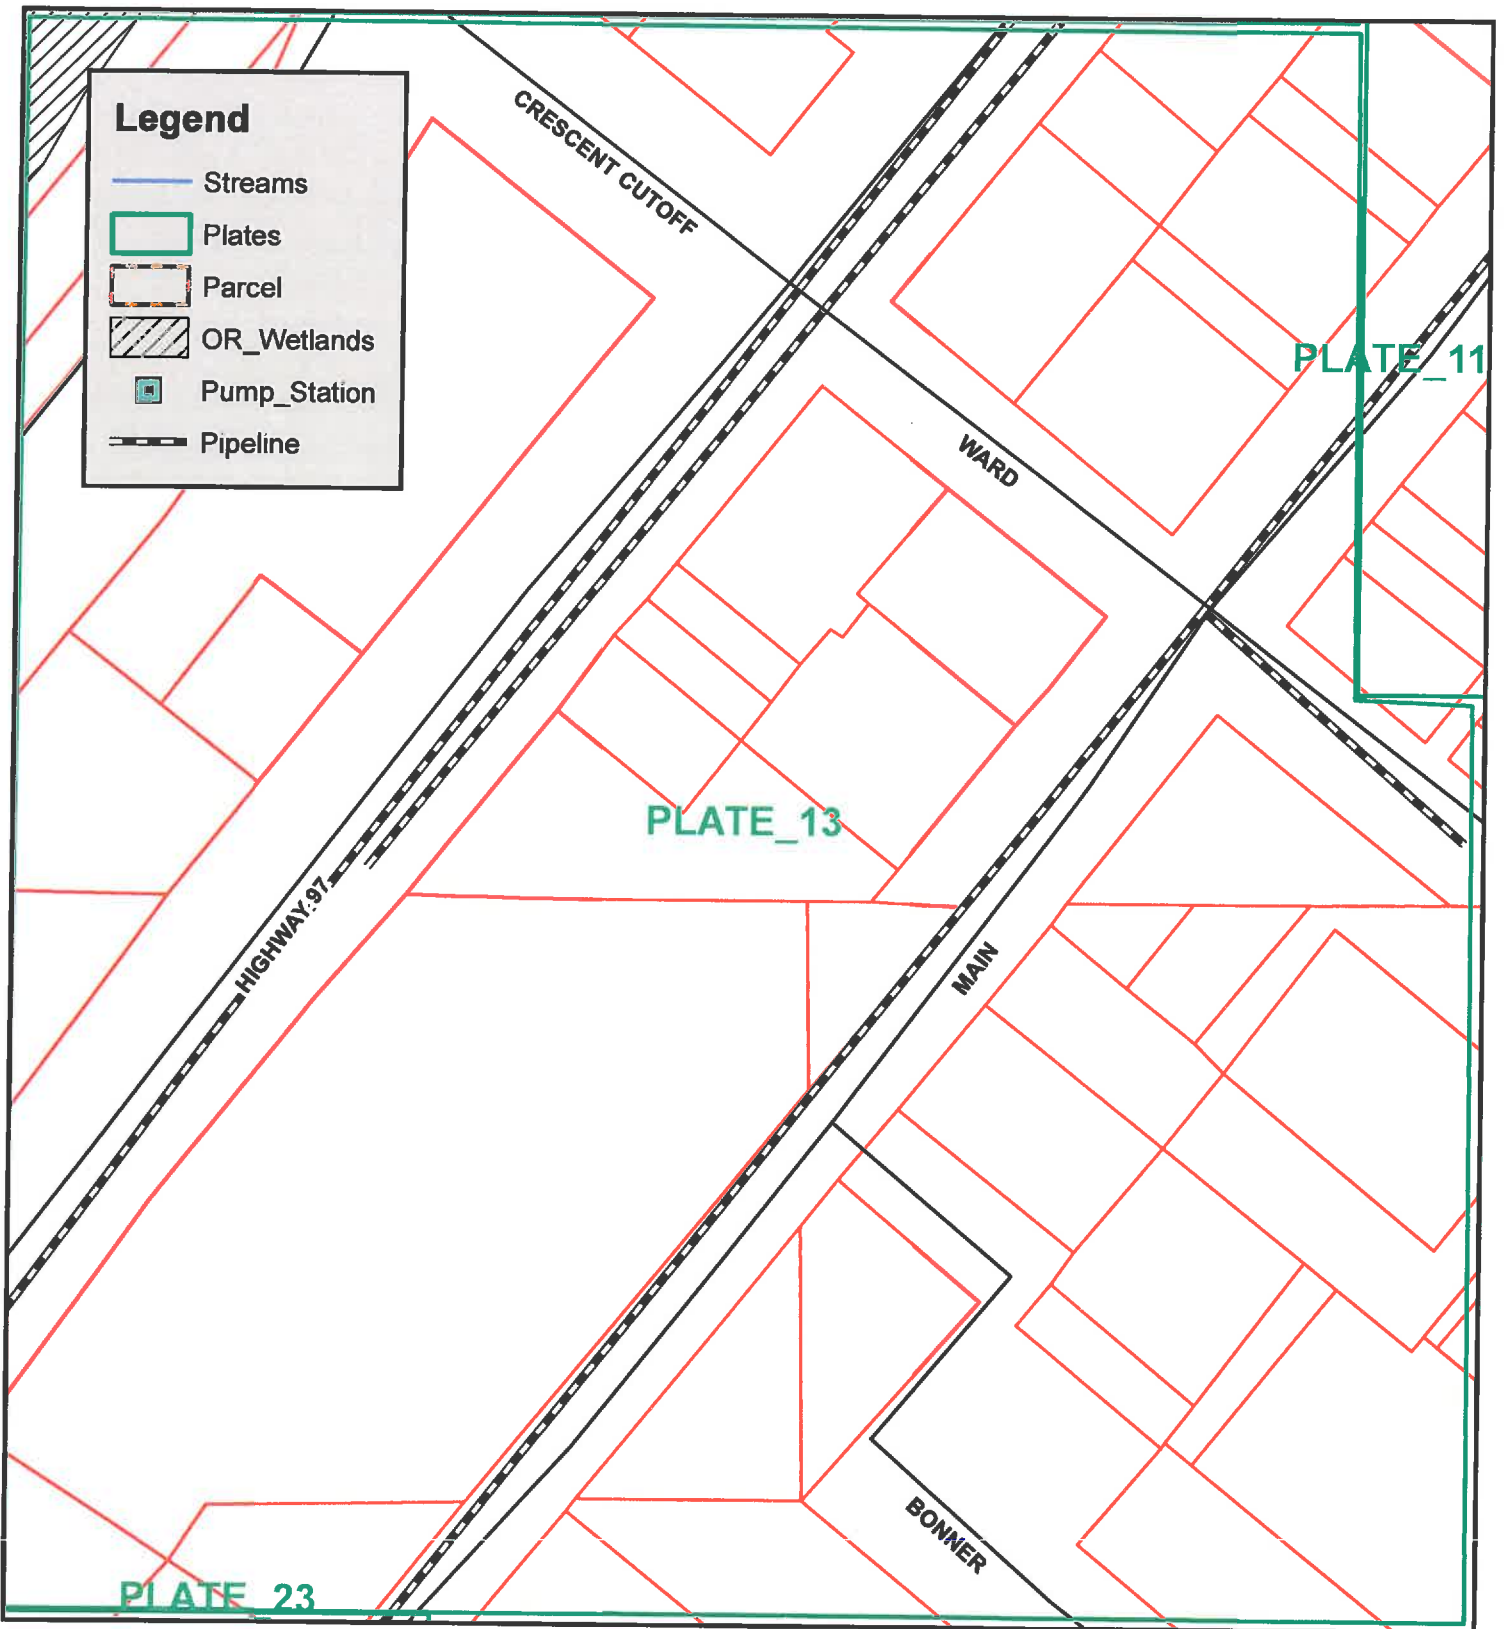 Legend
Streams
Plates
Parcel
OR_Wetlands
Pump_Station
Pipeline
CRESCENT CUTOFF
WARD
PLATE_11
PLATE_13
HIGHWAY 97
MAIN
BONNER
PLATE_23